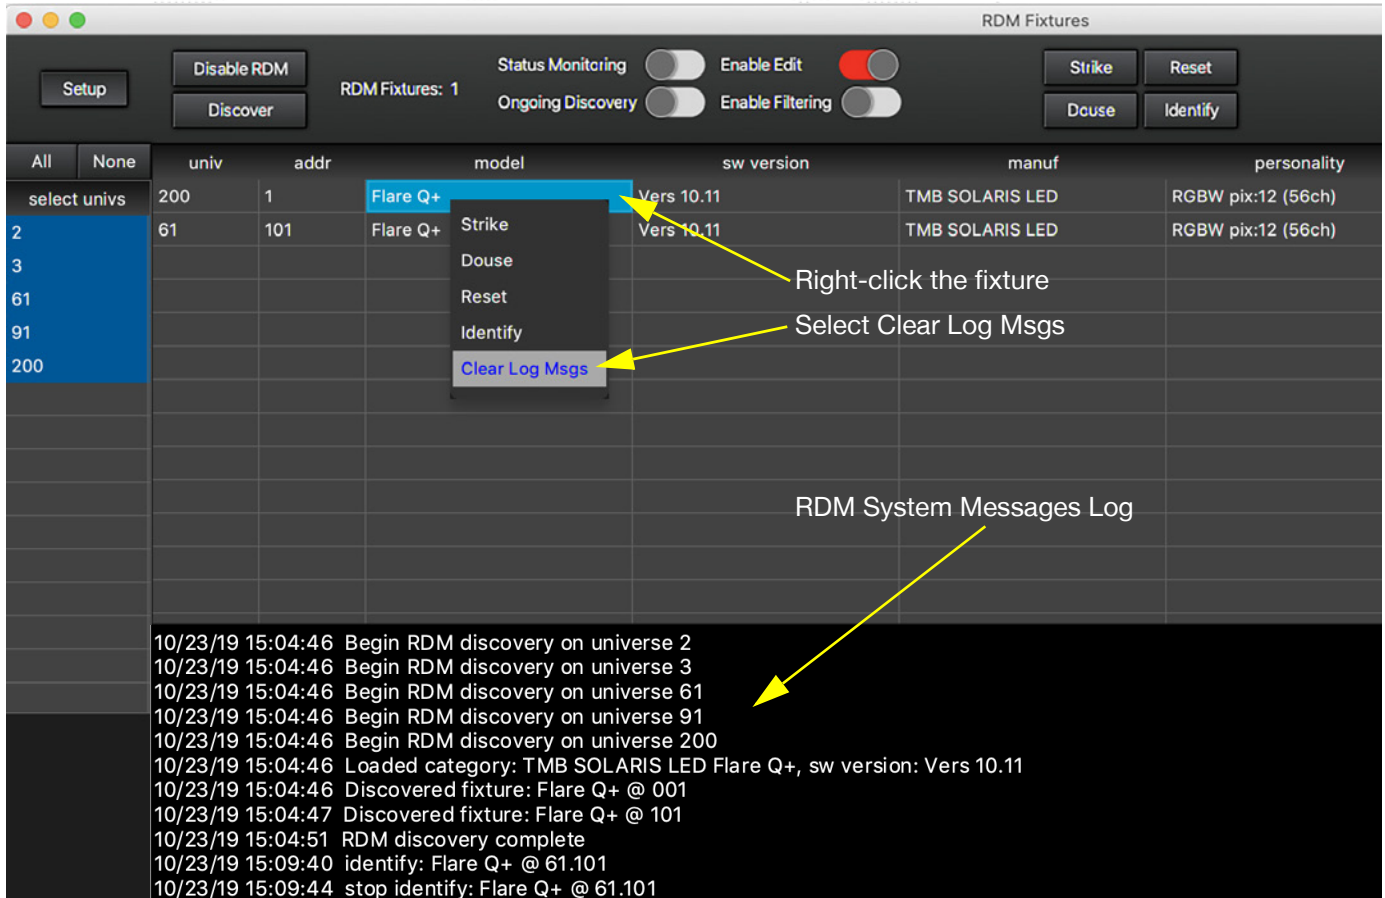 RDM Fixtures
Setup
Disable RDM
Discover
RDM Fixtures: 1
Status Monitoring
Ongoing Discovery
Enable Edit
Enable Filtering
Strike
Reset
Douse
Identify
All None univ addr model sw version manuf personality
select univs
2
3
61
91
200
200 1 Flare Q+ Vers 10.11 TMB SOLARIS LED RGBW pix:12 (56ch)
61 101 Flare Q+ Vers 10.11 TMB SOLARIS LED RGBW pix:12 (56ch)
Strike
Douse
Reset
Identify
Clear Log Msgs
Right-click the fixture
Select Clear Log Msgs
RDM System Messages Log
10/23/19 15:04:46 Begin RDM discovery on universe 2
10/23/19 15:04:46 Begin RDM discovery on universe 3
10/23/19 15:04:46 Begin RDM discovery on universe 61
10/23/19 15:04:46 Begin RDM discovery on universe 91
10/23/19 15:04:46 Begin RDM discovery on universe 200
10/23/19 15:04:46 Loaded category: TMB SOLARIS LED Flare Q+, sw version: Vers 10.11
10/23/19 15:04:46 Discovered fixture: Flare Q+ @ 001
10/23/19 15:04:47 Discovered fixture: Flare Q+ @ 101
10/23/19 15:04:51 RDM discovery complete
10/23/19 15:09:40 identify: Flare Q+ @ 61.101
10/23/19 15:09:44 stop identify: Flare Q+ @ 61.101